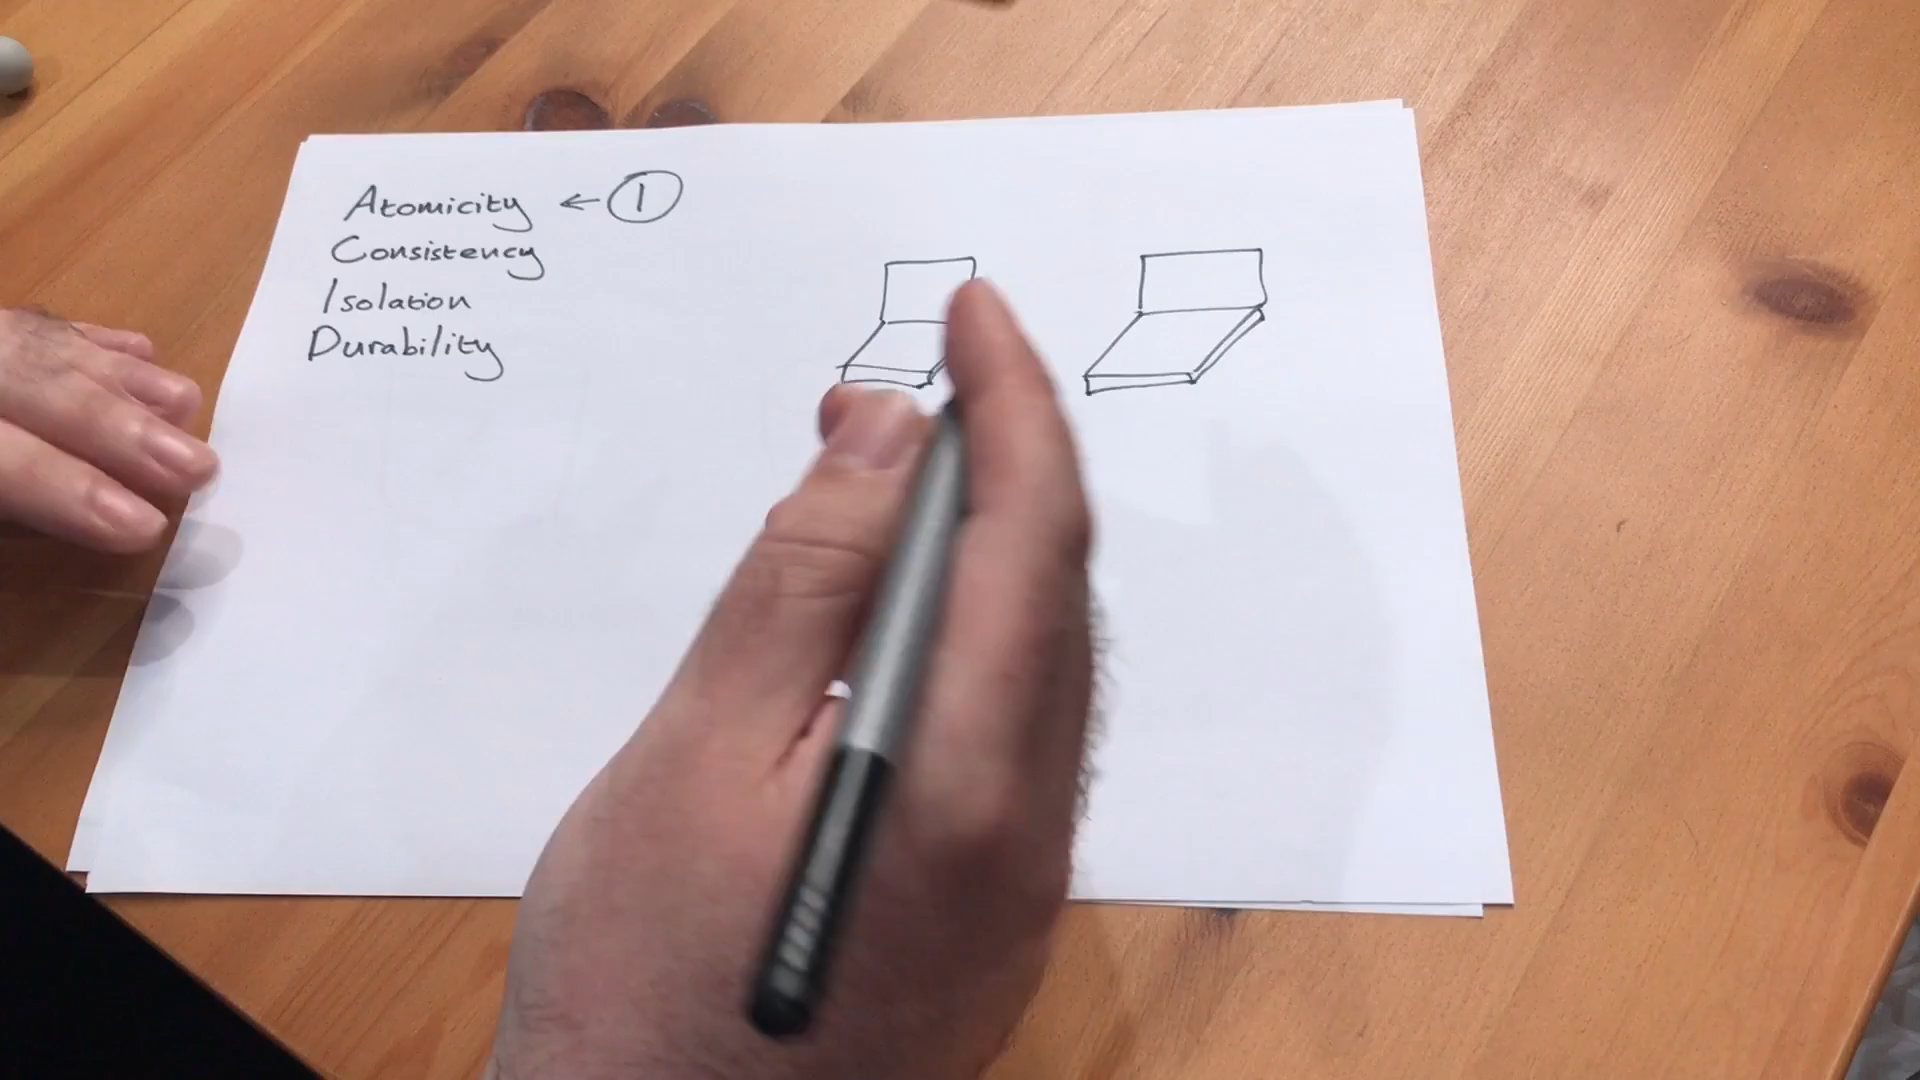 Atomicity ← 1
Consistency
Isolation
Durability